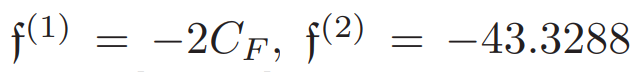 𝔣⁽¹⁾ = −2C_F, 𝔣⁽²⁾ = −43.3288